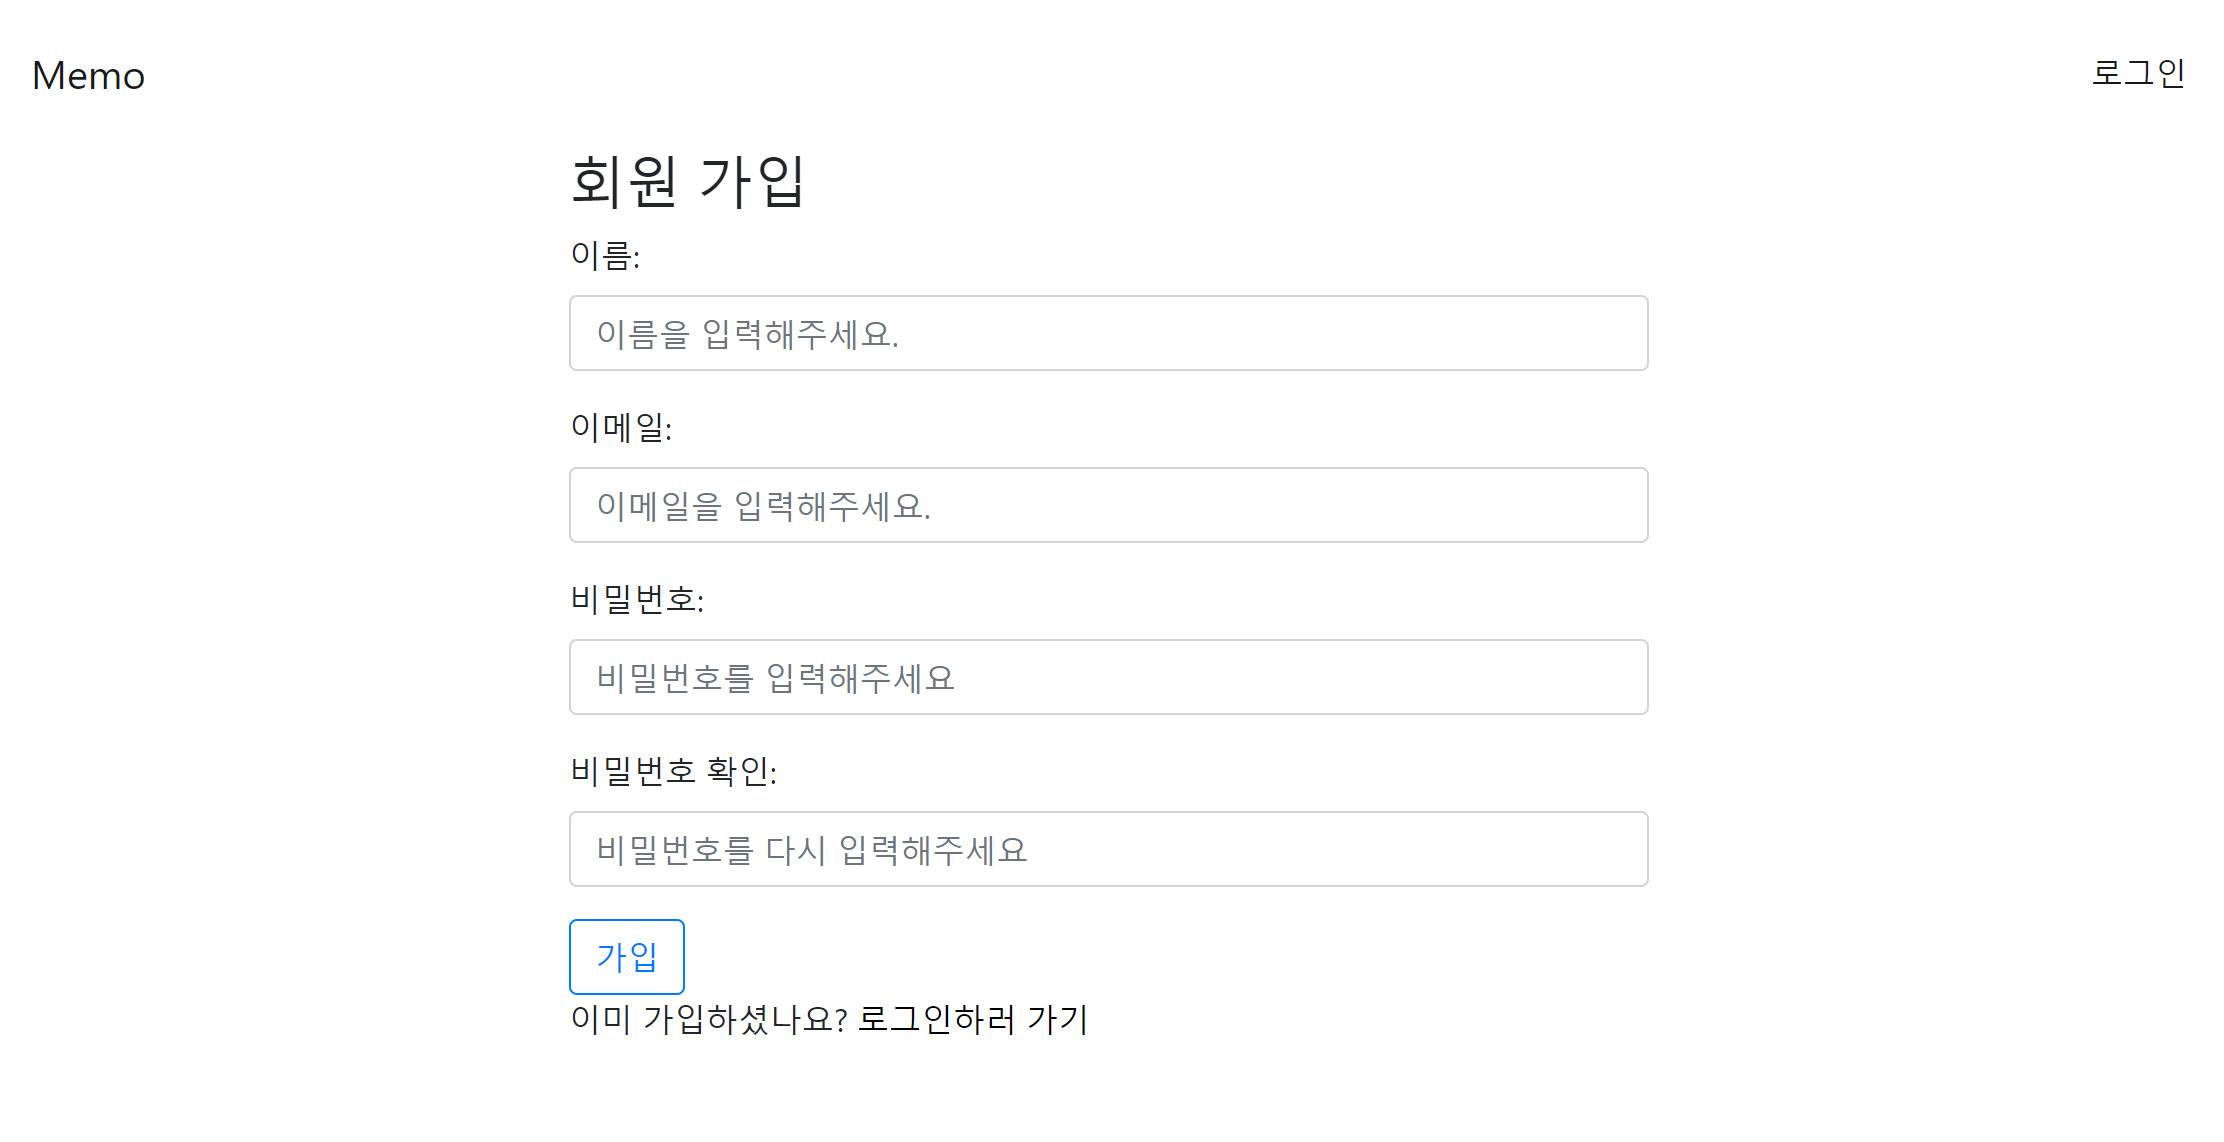 Memo
로그인
회원 가입
이름:
이름을 입력해주세요.
이메일:
이메일을 입력해주세요.
비밀번호:
비밀번호를 입력해주세요
비밀번호 확인:
비밀번호를 다시 입력해주세요
가입
이미 가입하셨나요? 로그인하러 가기